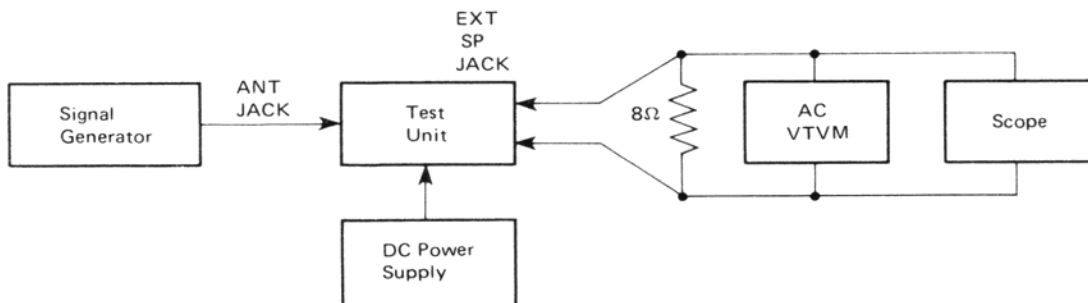 EXT
SP
JACK
ANT
JACK
Signal
Generator
Test
Unit
8Ω
AC
VTVM
Scope
DC Power
Supply